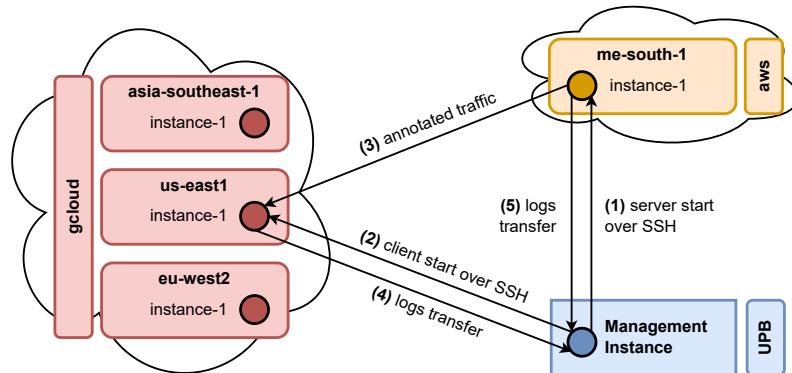 gcloud
asia-southeast-1
instance-1
us-east1
instance-1
eu-west2
instance-1
me-south-1
instance-1
aws
(3) annotated traffic
(2) client start over SSH
(4) logs transfer
(5) logs
transfer
(1) server start
over SSH
Management
Instance
UPB